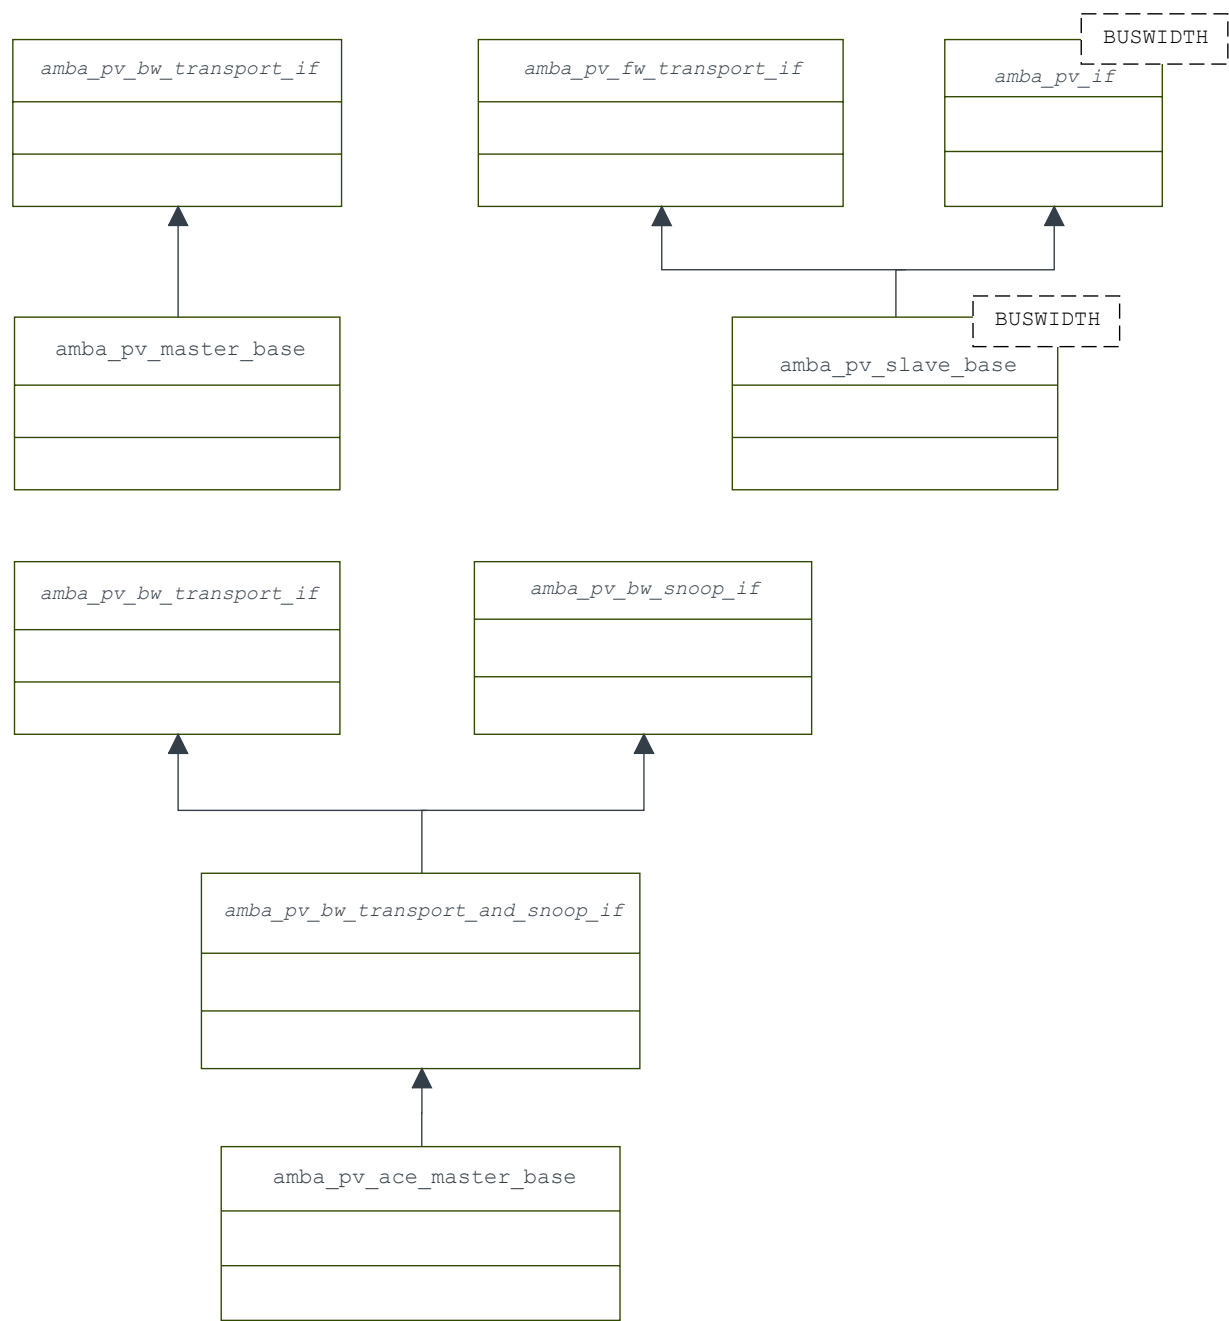 BUSWIDTH
amba_pv_bw_transport_if
amba_pv_fw_transport_if
amba_pv_if
BUSWIDTH
amba_pv_master_base
amba_pv_slave_base
amba_pv_bw_transport_if
amba_pv_bw_snoop_if
amba_pv_bw_transport_and_snoop_if
amba_pv_ace_master_base